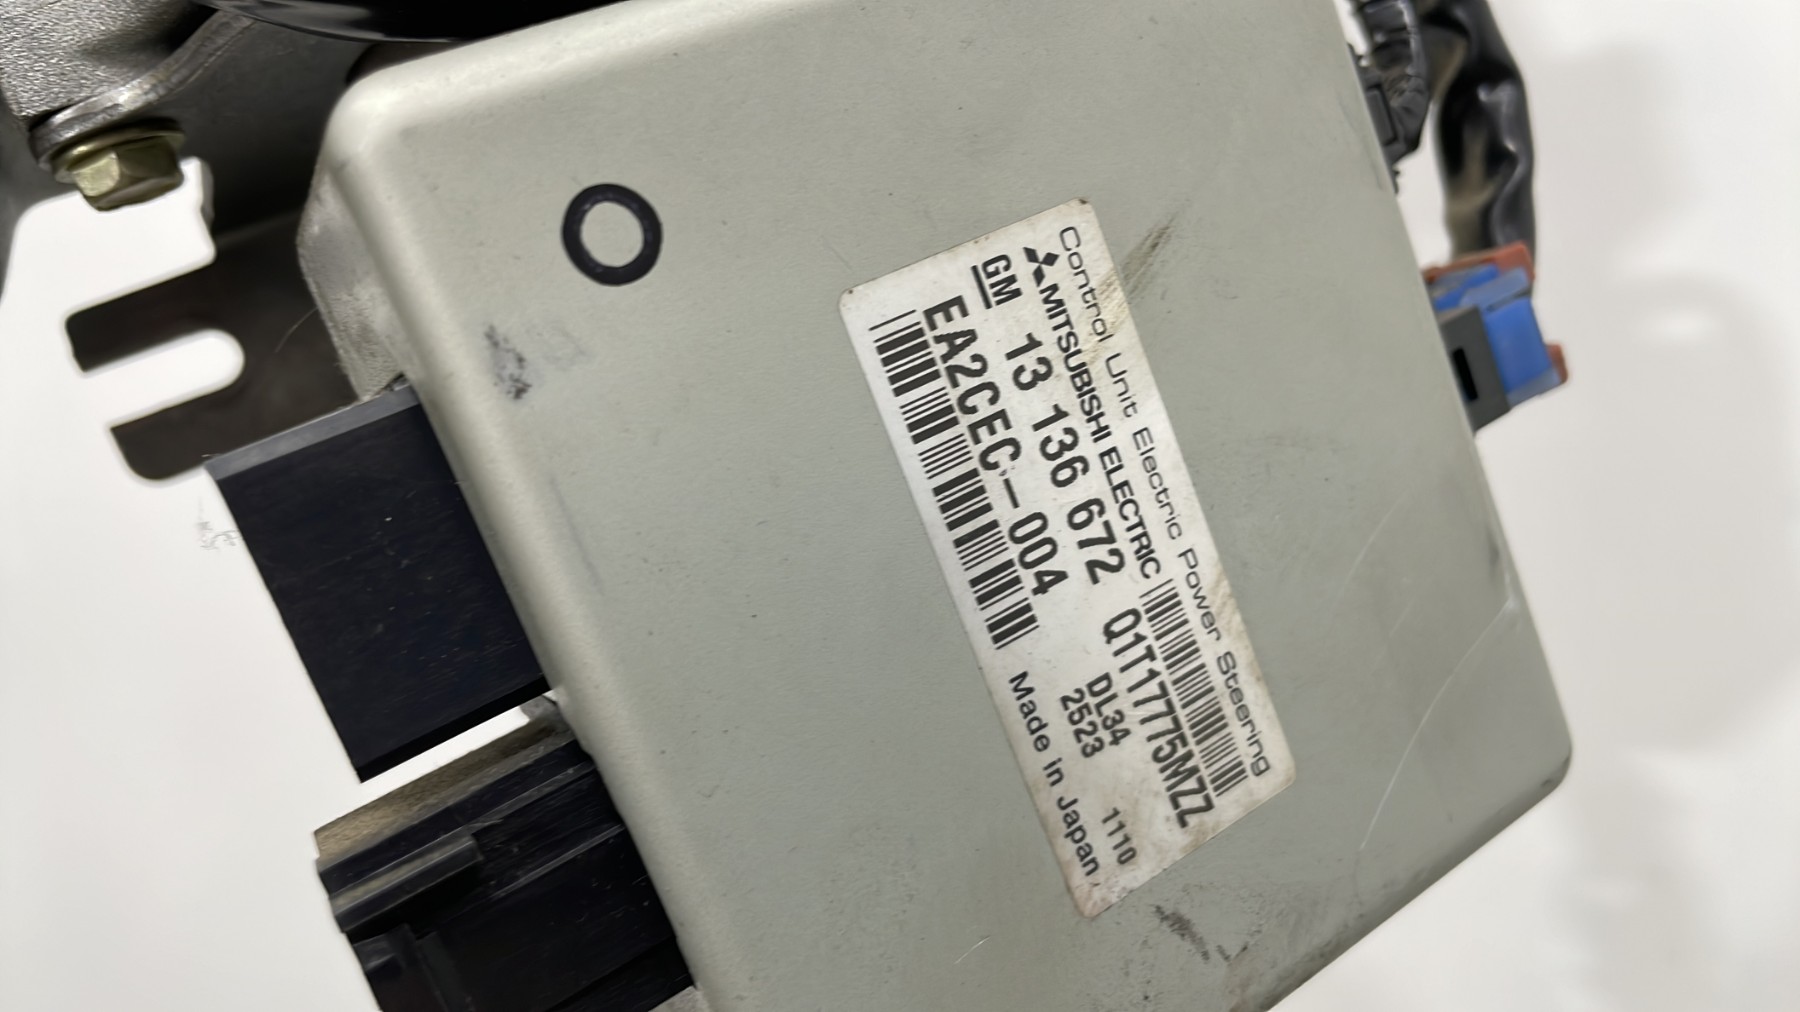 Control Unit Electric Power Steering
MITSUBISHI ELECTRIC
GM 13 136 672 Q1T17775MZZ
EA2CEC-004 DL34
2523 1110
Made in Japan